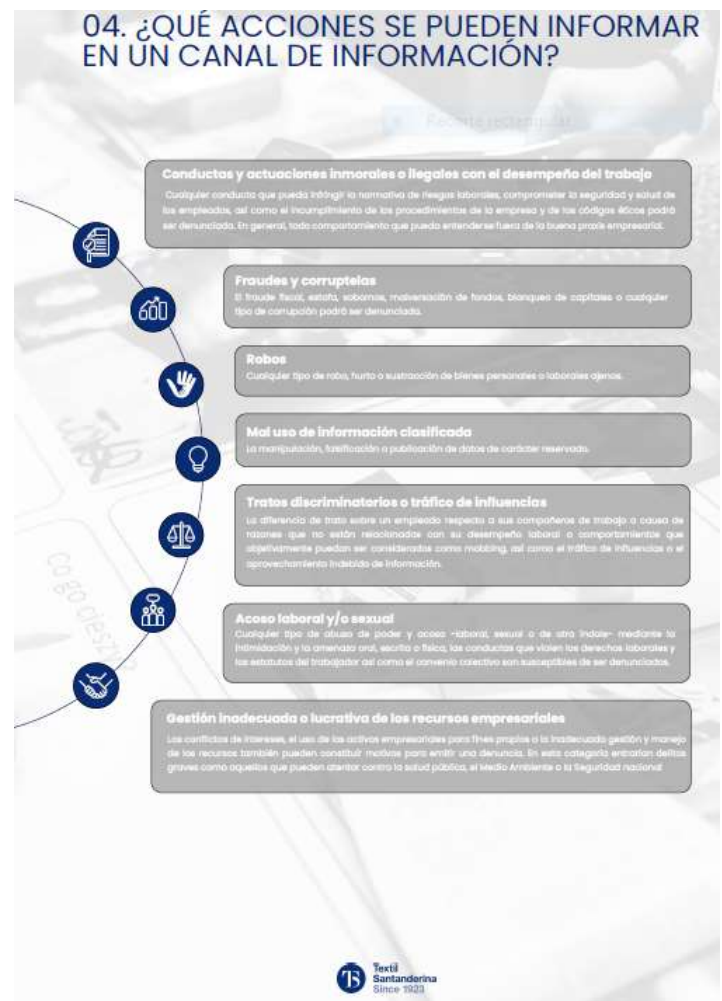 04. ¿QUÉ ACCIONES SE PUEDEN INFORMAR
EN UN CANAL DE INFORMACIÓN?
Recorte rectangular
Conductas y actuaciones inmorales o ilegales con el desempeño del trabajo
Cualquier conducta que pueda infringir la normativa de riesgos laborales, comprometer la seguridad y salud de
los empleados, así como el incumplimiento de los procedimientos de la empresa y de los códigos éticos podrá
ser denunciada. En general, todo comportamiento que pueda entenderse fuera de la buena praxis empresarial.
Fraudes y corruptelas
El fraude fiscal, estafa, sobornos, malversación de fondos, blanqueo de capitales o cualquier
tipo de corrupción podrá ser denunciada.
Robos
Cualquier tipo de robo, hurto o sustracción de bienes personales o laborales ajenos.
Mal uso de información clasificada
La manipulación, falsificación o publicación de datos de carácter reservado.
Tratos discriminatorios o tráfico de influencias
La diferencia de trato sobre un empleado respecto a sus compañeros de trabajo a causa de
razones que no están relacionadas con su desempeño laboral o comportamientos que
objetivamente puedan ser considerados como mobbing, así como el tráfico de influencias o el
aprovechamiento indebido de información.
Acoso laboral y/o sexual
Cualquier tipo de abuso de poder y acoso -laboral, sexual o de otra índole- mediante la
intimidación y la amenaza oral, escrita o física, las conductas que violen los derechos laborales y
los estatutos del trabajador así como el convenio colectivo son susceptibles de ser denunciados.
Gestión inadecuada o lucrativa de los recursos empresariales
Los conflictos de intereses, el uso de los activos empresariales para fines propios o la inadecuada gestión y manejo
de los recursos también pueden constituir motivos para emitir una denuncia. En esta categoría entrarían delitos
graves como aquellos que pueden atentar contra la salud pública, el Medio Ambiente o la Seguridad nacional
Co go cieszy?
TS
Textil
Santanderina
Since 1923